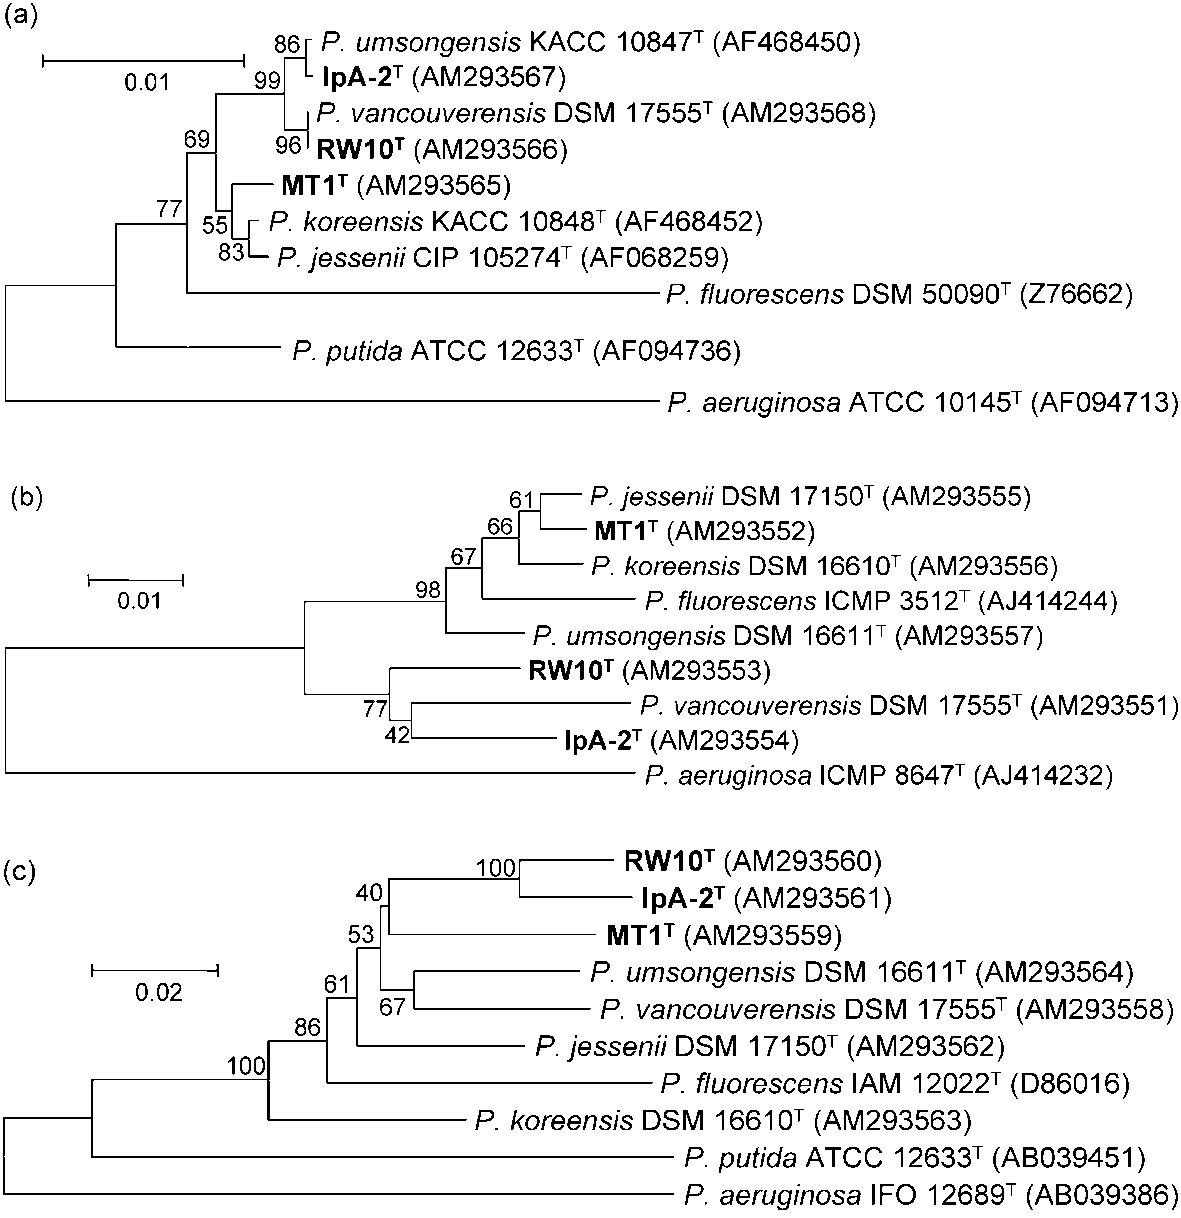 (a)
86 P. umsongensis KACC 10847ᵀ (AF468450)
0.01
99 IpA-2ᵀ (AM293567)
P. vancouverensis DSM 17555ᵀ (AM293568)
69 96 RW10ᵀ (AM293566)
MT1ᵀ (AM293565)
77 55 P. koreensis KACC 10848ᵀ (AF468452)
83 P. jessenii CIP 105274ᵀ (AF068259)
P. fluorescens DSM 50090ᵀ (Z76662)
P. putida ATCC 12633ᵀ (AF094736)
P. aeruginosa ATCC 10145ᵀ (AF094713)
(b)
61 P. jessenii DSM 17150ᵀ (AM293555)
66 MT1ᵀ (AM293552)
67 P. koreensis DSM 16610ᵀ (AM293556)
0.01
98 P. fluorescens ICMP 3512ᵀ (AJ414244)
P. umsongensis DSM 16611ᵀ (AM293557)
RW10ᵀ (AM293553)
77 P. vancouverensis DSM 17555ᵀ (AM293551)
42 IpA-2ᵀ (AM293554)
P. aeruginosa ICMP 8647ᵀ (AJ414232)
(c)
100 RW10ᵀ (AM293560)
40 IpA-2ᵀ (AM293561)
53 MT1ᵀ (AM293559)
0.02
61 P. umsongensis DSM 16611ᵀ (AM293564)
67 P. vancouverensis DSM 17555ᵀ (AM293558)
86 P. jessenii DSM 17150ᵀ (AM293562)
100 P. fluorescens IAM 12022ᵀ (D86016)
P. koreensis DSM 16610ᵀ (AM293563)
P. putida ATCC 12633ᵀ (AB039451)
P. aeruginosa IFO 12689ᵀ (AB039386)